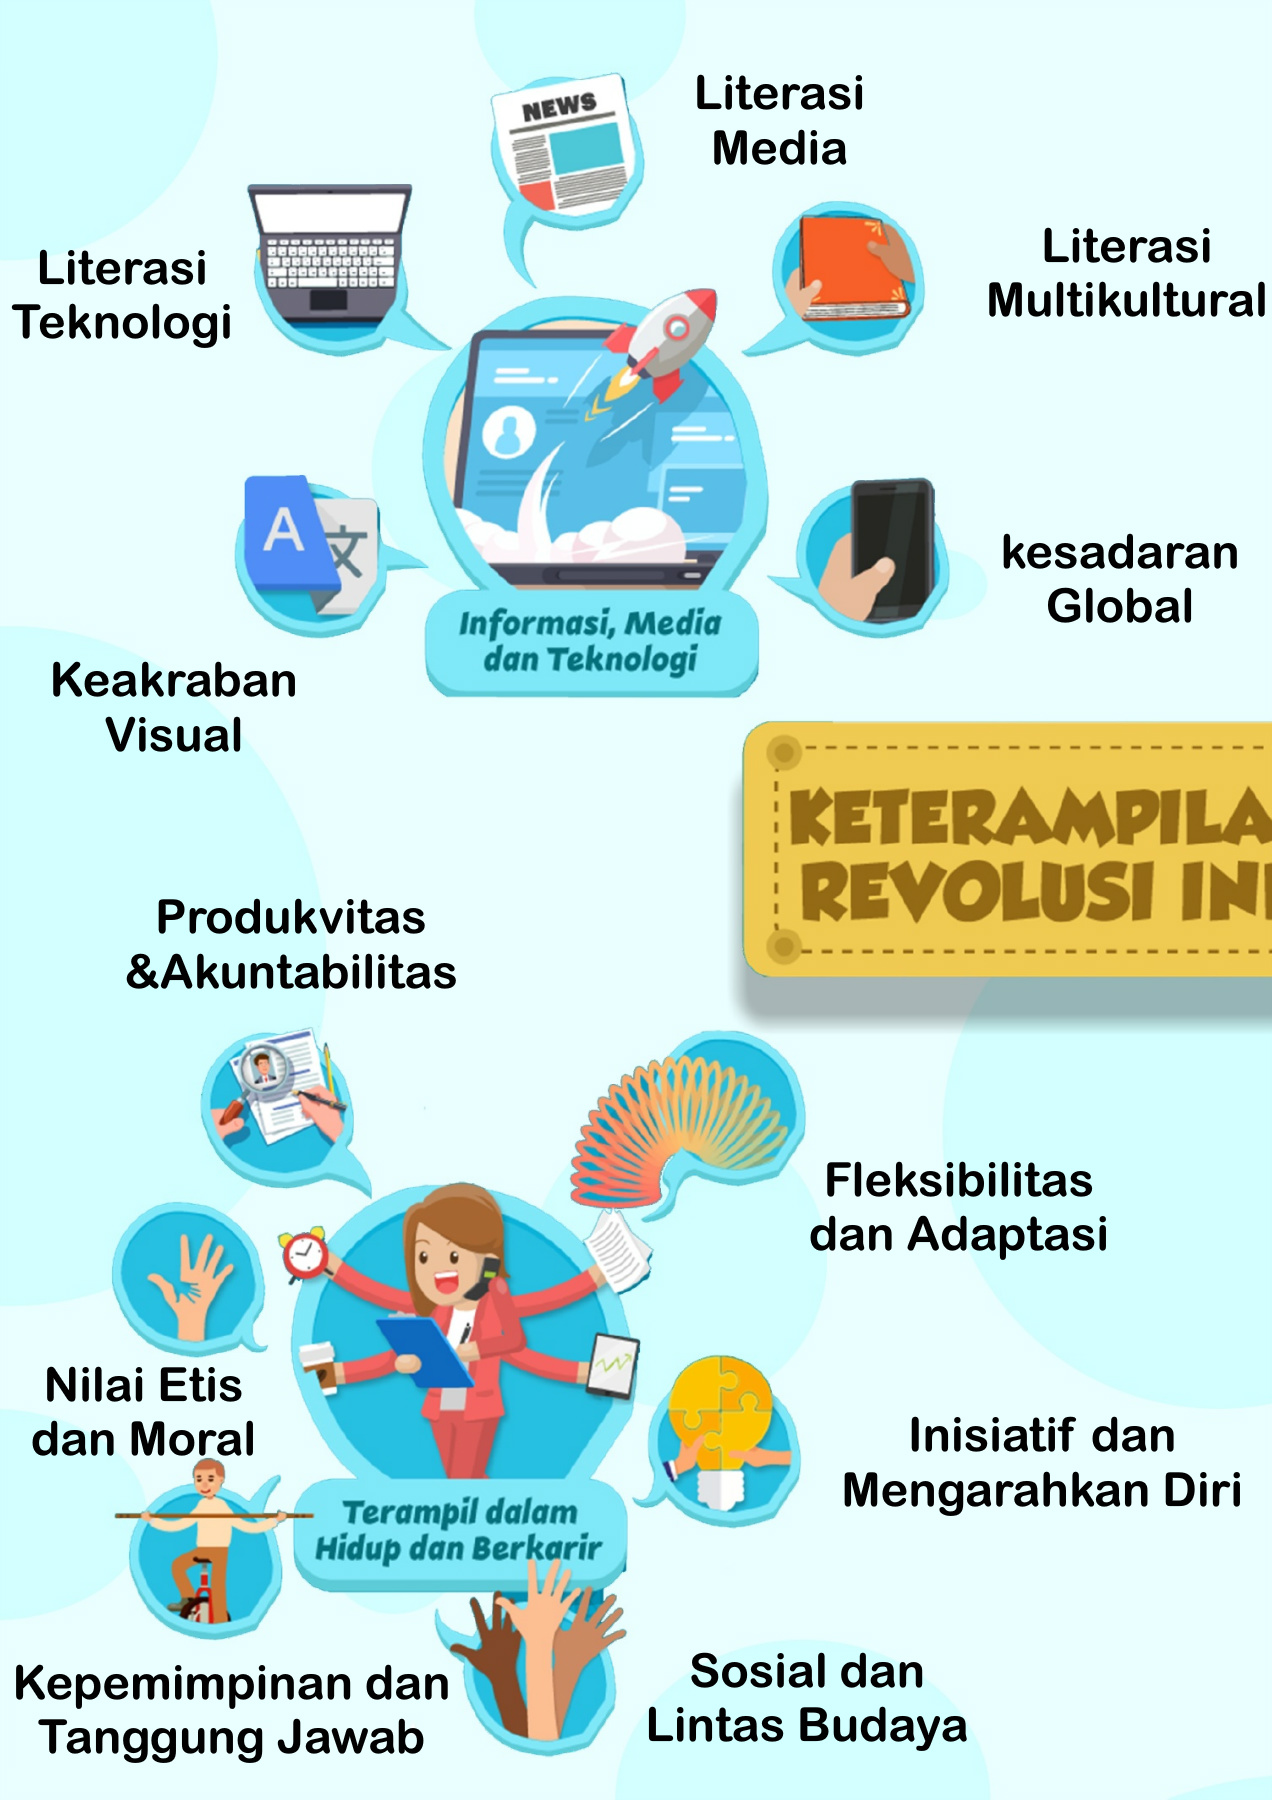 NEWS
Literasi
Media
Literasi
Teknologi
Literasi
Multikultural
A
文
kesadaran
Global
Informasi, Media
dan Teknologi
Keakraban
Visual
KETERAMPILA
REVOLUSI IN
Produkvitas
&Akuntabilitas
Fleksibilitas
dan Adaptasi
Nilai Etis
dan Moral
Inisiatif dan
Mengarahkan Diri
Terampil dalam
Hidup dan Berkarir
Kepemimpinan dan
Tanggung Jawab
Sosial dan
Lintas Budaya